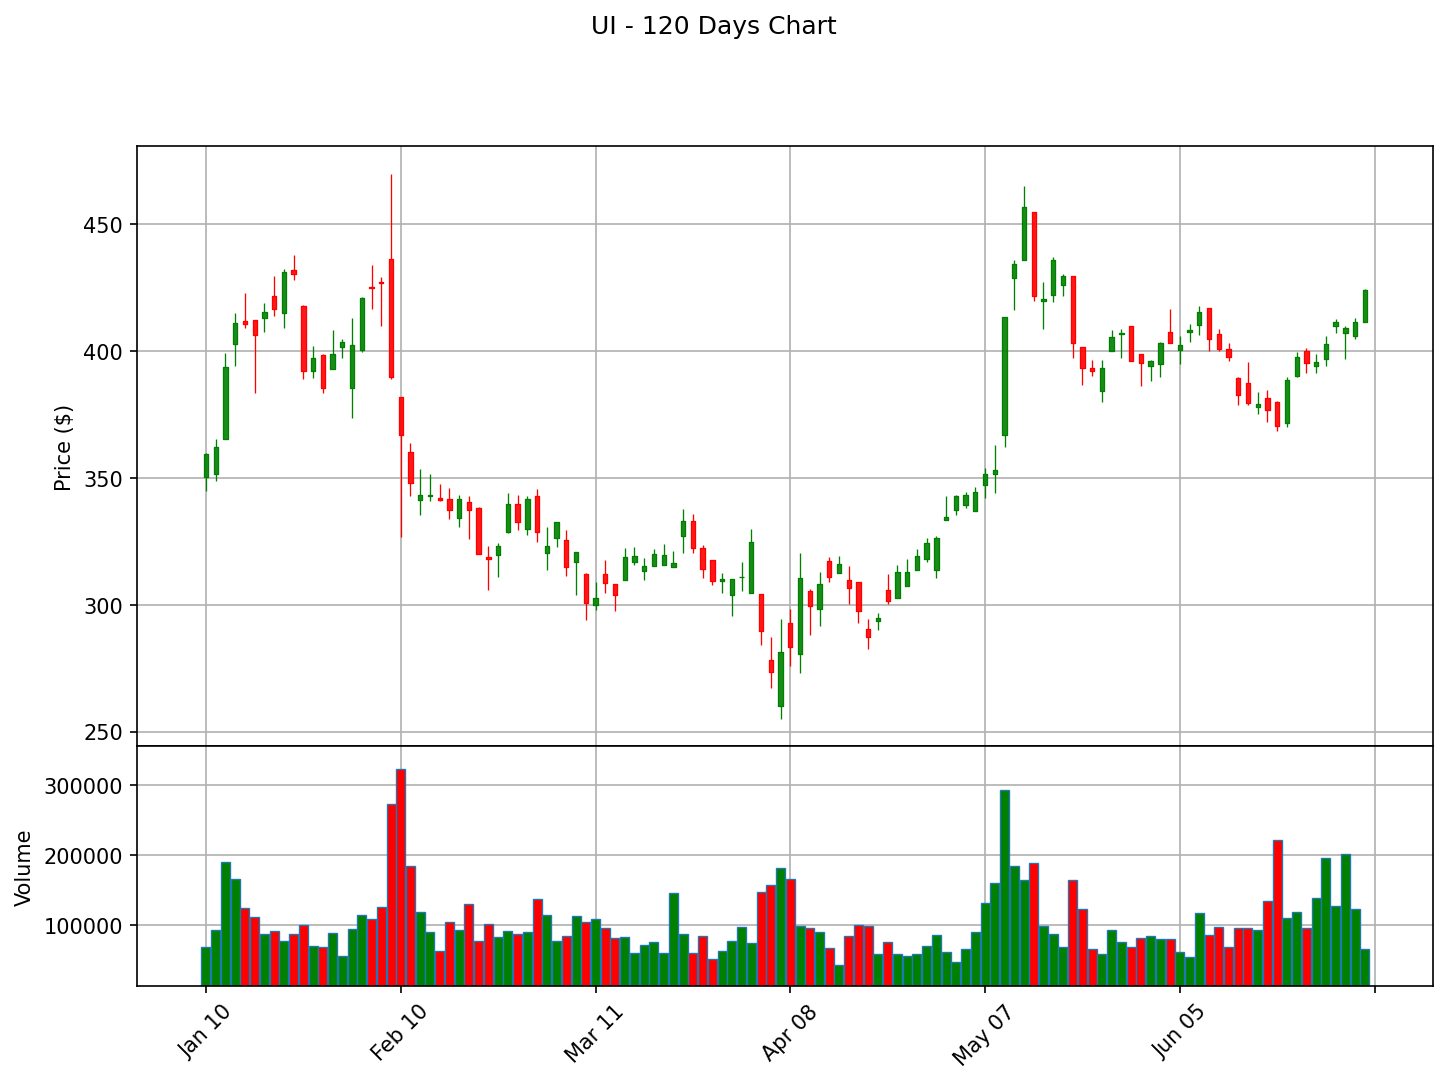 UI - 120 Days Chart
Price ($)
450
400
350
300
250
Volume
300000
200000
100000
Jan 10
Feb 10
Mar 11
Apr 08
May 07
Jun 05